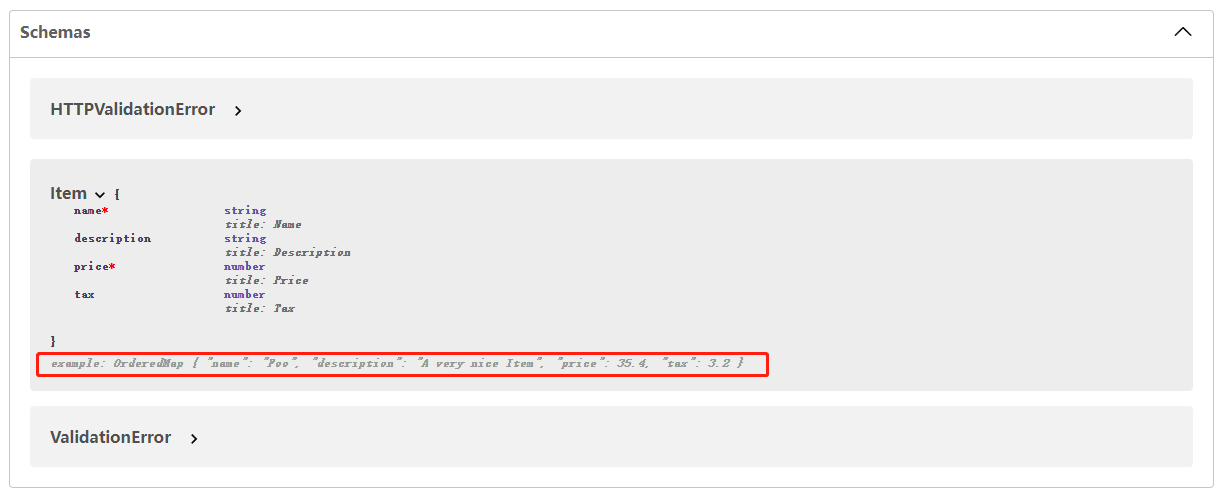 Schemas
HTTPValidationError
Item {
name* string
title: Name
description string
title: Description
price* number
title: Price
tax number
title: Tax
}
example: OrderedMap { "name": "Foo", "description": "A very nice Item", "price": 35.4, "tax": 3.2 }
ValidationError